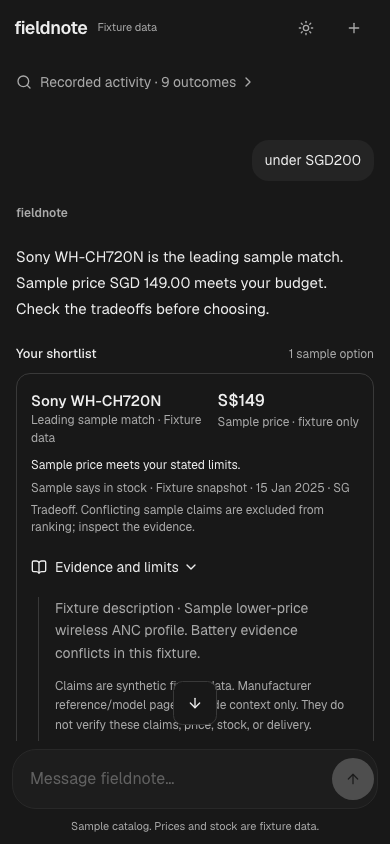 fieldnote Fixture data
Recorded activity · 9 outcomes
under SGD200
fieldnote
Sony WH-CH720N is the leading sample match.
Sample price SGD 149.00 meets your budget.
Check the tradeoffs before choosing.
Your shortlist 1 sample option
Sony WH-CH720N S$149
Leading sample match · Fixture data
Sample price · fixture only
Sample price meets your stated limits.
Sample says in stock · Fixture snapshot · 15 Jan 2025 · SG
Tradeoff. Conflicting sample claims are excluded from
ranking; inspect the evidence.
Evidence and limits
Fixture description · Sample lower-price
wireless ANC profile. Battery evidence
conflicts in this fixture.
Claims are synthetic data. Manufacturer
reference/model context only. They do
not verify these claims, price, stock, or delivery.
Message fieldnote…
Sample catalog. Prices and stock are fixture data.